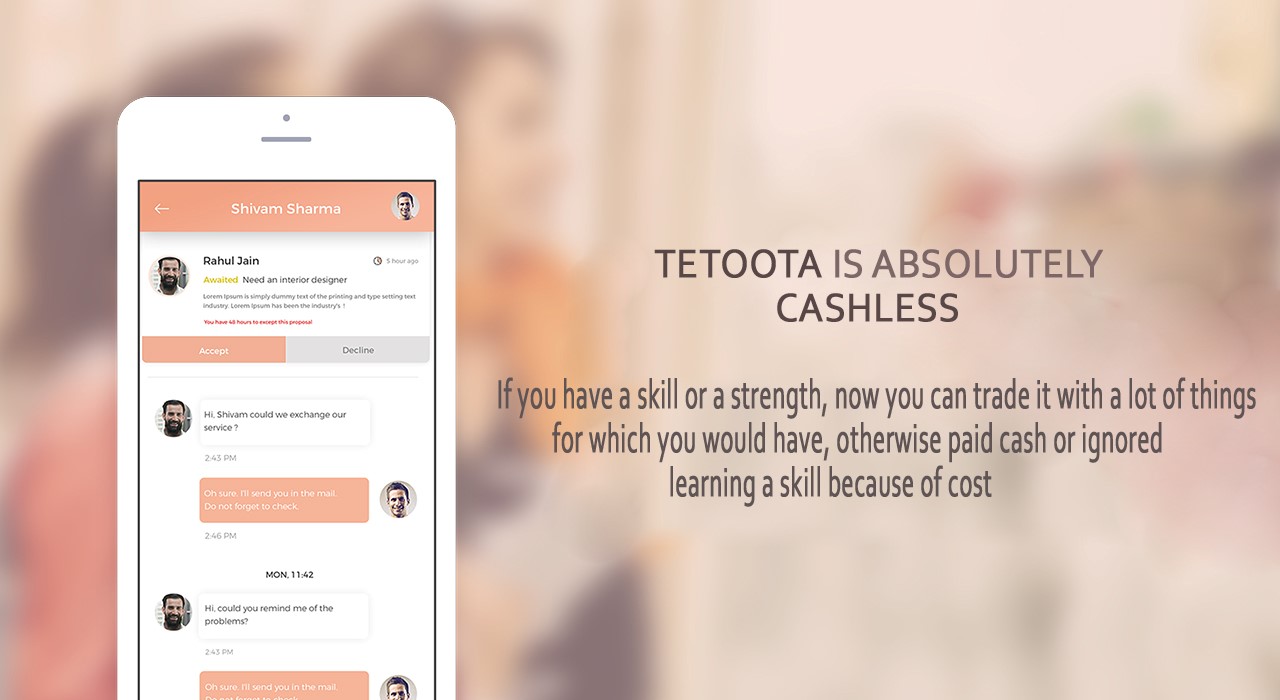 Shivam Sharma
Rahul Jain
5 hour ago
Awaited Need an interior designer
Lorem Ipsum is simply dummy text of the printing and type setting text
industry. Lorem Ipsum has been the industry's !
You have 48 hours to except this proposal
Accept
Decline
Hi, Shivam could we exchange our
service ?
2:43 PM
Oh sure. I'll send you in the mail.
Do not forget to check.
2:46 PM
MON, 11:42
Hi, could you remind me of the
problems?
2:43 PM
Oh sure. I'll send you in the mail.
Do not forget to check.
TETOOTA IS ABSOLUTELY
CASHLESS
If you have a skill or a strength, now you can trade it with a lot of things
for which you would have, otherwise paid cash or ignored
learning a skill because of cost